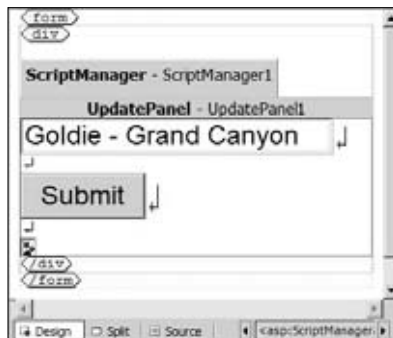 <form>
<div>
ScriptManager - ScriptManager1
UpdatePanel - UpdatePanel1
Goldie - Grand Canyon
Submit
</div>
</form>
Design Split Source <asp:ScriptManager